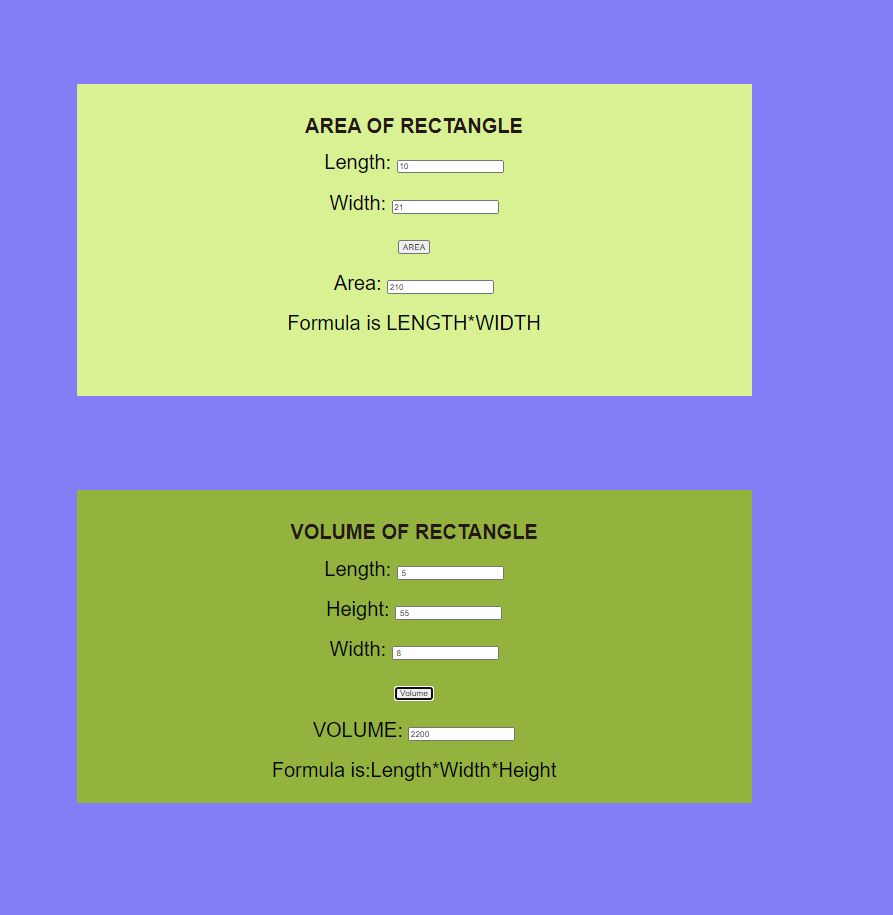 AREA OF RECTANGLE
Length: 10
Width: 21
AREA
Area: 210
Formula is LENGTH*WIDTH
VOLUME OF RECTANGLE
Length: 5
Height: 55
Width: 8
Volume
VOLUME: 2200
Formula is:Length*Width*Height